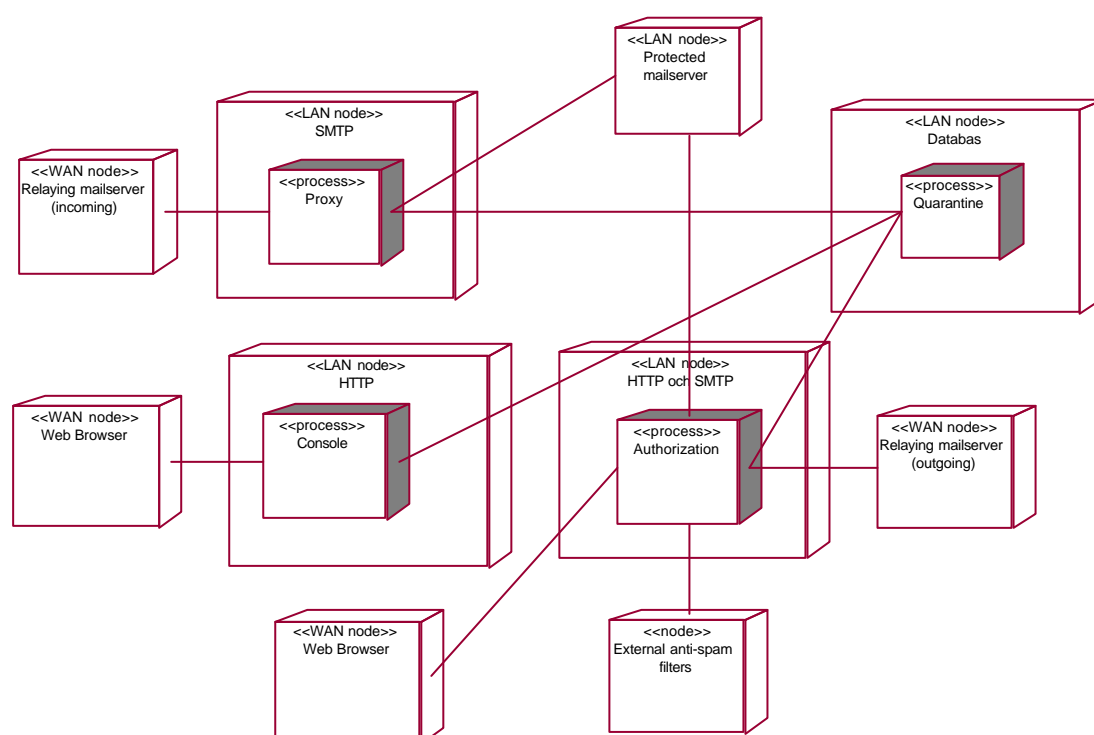 <<LAN node>>
Protected
mailserver
<<LAN node>>
SMTP
<<LAN node>>
Databas
<<WAN node>>
Relaying mailserver
(incoming)
<<process>>
Proxy
<<process>>
Quarantine
<<LAN node>>
HTTP
<<LAN node>>
HTTP och SMTP
<<WAN node>>
Web Browser
<<process>>
Console
<<process>>
Authorization
<<WAN node>>
Relaying mailserver
(outgoing)
<<WAN node>>
Web Browser
<<node>>
External anti-spam
filters